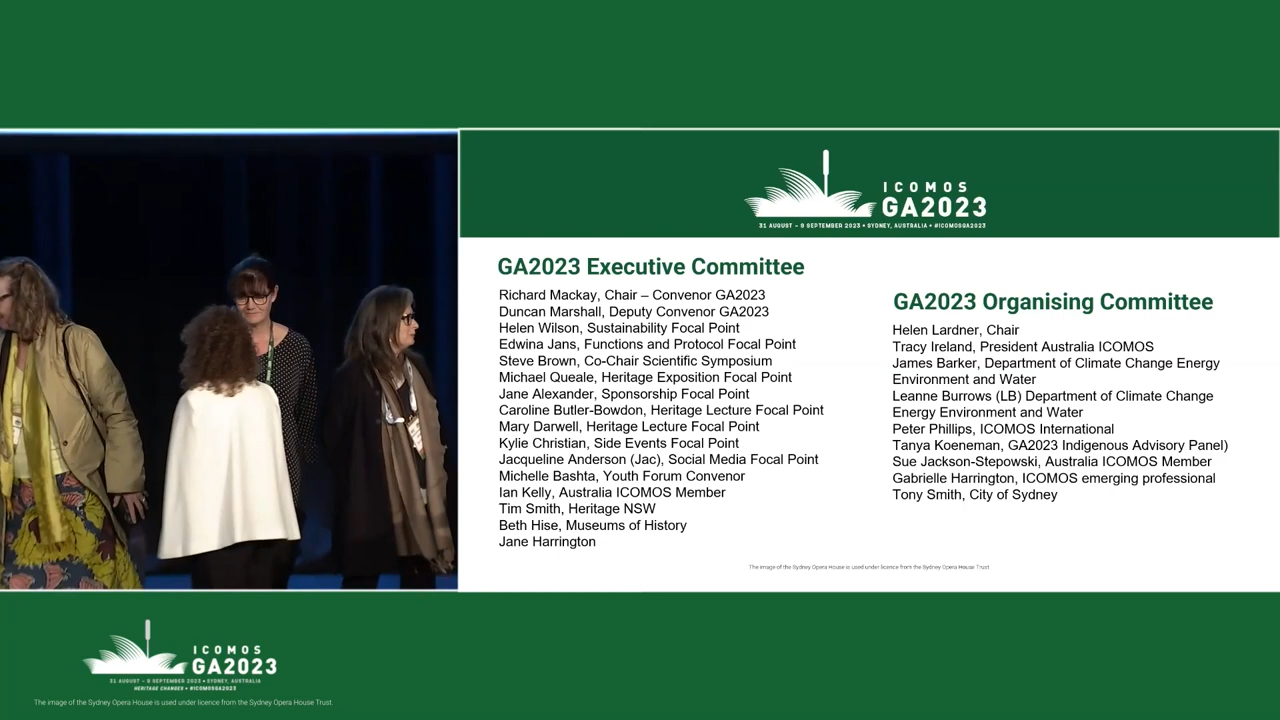 ICOMOS
GA2023
31 AUGUST – 9 SEPTEMBER 2023 • SYDNEY, AUSTRALIA • #ICOMOSGA2023
GA2023 Executive Committee
Richard Mackay, Chair – Convenor GA2023
Duncan Marshall, Deputy Convenor GA2023
Helen Wilson, Sustainability Focal Point
Edwina Jans, Functions and Protocol Focal Point
Steve Brown, Co-Chair Scientific Symposium
Michael Queale, Heritage Exposition Focal Point
Jane Alexander, Sponsorship Focal Point
Caroline Butler-Bowdon, Heritage Lecture Focal Point
Mary Darwell, Heritage Lecture Focal Point
Kylie Christian, Side Events Focal Point
Jacqueline Anderson (Jac), Social Media Focal Point
Michelle Bashta, Youth Forum Convenor
Ian Kelly, Australia ICOMOS Member
Tim Smith, Heritage NSW
Beth Hise, Museums of History
Jane Harrington
GA2023 Organising Committee
Helen Lardner, Chair
Tracy Ireland, President Australia ICOMOS
James Barker, Department of Climate Change Energy
Environment and Water
Leanne Burrows (LB) Department of Climate Change
Energy Environment and Water
Peter Phillips, ICOMOS International
Tanya Koeneman, GA2023 Indigenous Advisory Panel)
Sue Jackson-Stepowski, Australia ICOMOS Member
Gabrielle Harrington, ICOMOS emerging professional
Tony Smith, City of Sydney
The image of the Sydney Opera House is used under licence from the Sydney Opera House Trust
ICOMOS
GA2023
31 AUGUST – 9 SEPTEMBER 2023 • SYDNEY, AUSTRALIA
HERITAGE CHANGES • #ICOMOSGA2023
The image of the Sydney Opera House is used under licence from the Sydney Opera House Trust.